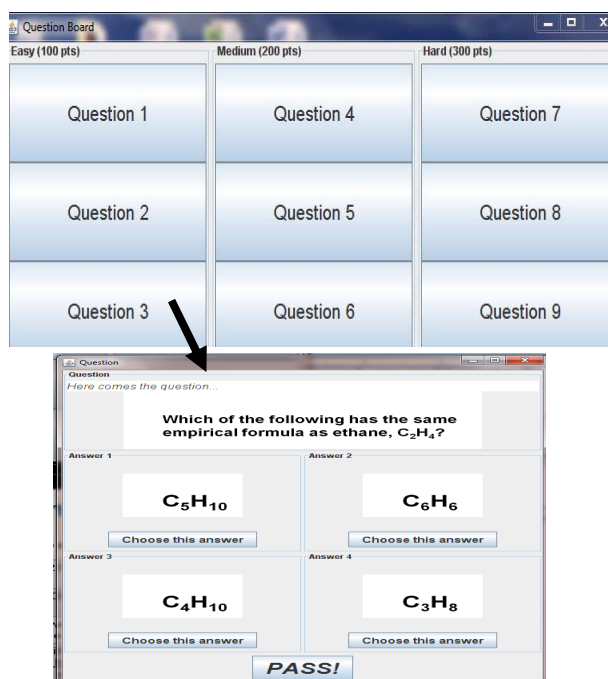 Question Board
Easy (100 pts) Medium (200 pts) Hard (300 pts)
Question 1 Question 4 Question 7
Question 2 Question 5 Question 8
Question 3 Question 6 Question 9
Question
Question
Here comes the question...
Which of the following has the same
empirical formula as ethane, C₂H₄?
Answer 1 Answer 2
C₅H₁₀ C₆H₆
Choose this answer Choose this answer
Answer 3 Answer 4
C₄H₁₀ C₃H₈
Choose this answer Choose this answer
PASS!